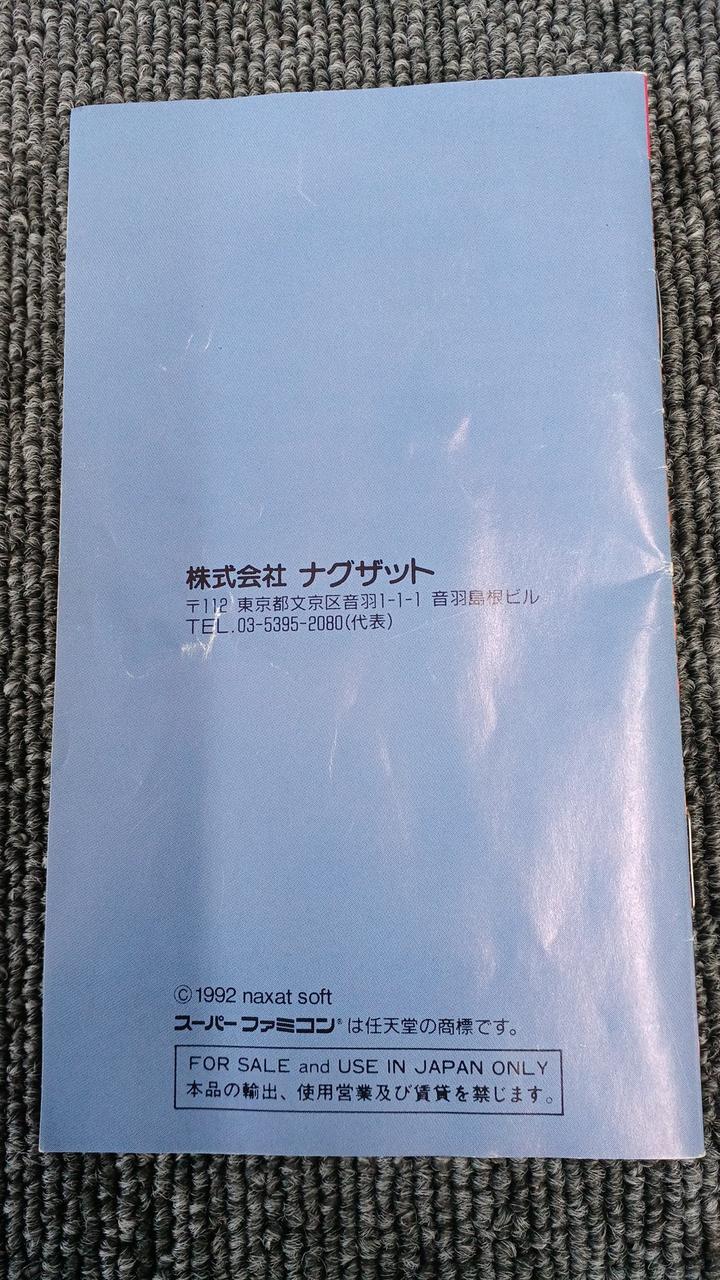 株式会社 ナグザット
〒112 東京都文京区音羽1-1-1 音羽島根ビル
TEL.03-5395-2080(代表)
©1992 naxat soft
スーパーファミコン®は任天堂の商標です。
FOR SALE and USE IN JAPAN ONLY
本品の輸出、使用営業及び賃貸を禁じます。